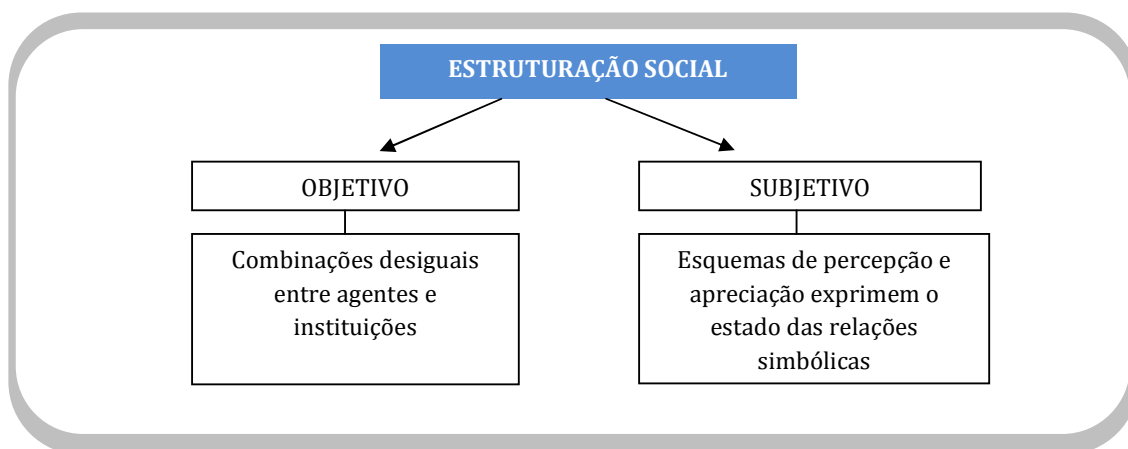 ESTRUTURAÇÃO SOCIAL
OBJETIVO
Combinações desiguais
entre agentes e
instituições
SUBJETIVO
Esquemas de percepção e
apreciação exprimem o
estado das relações
simbólicas